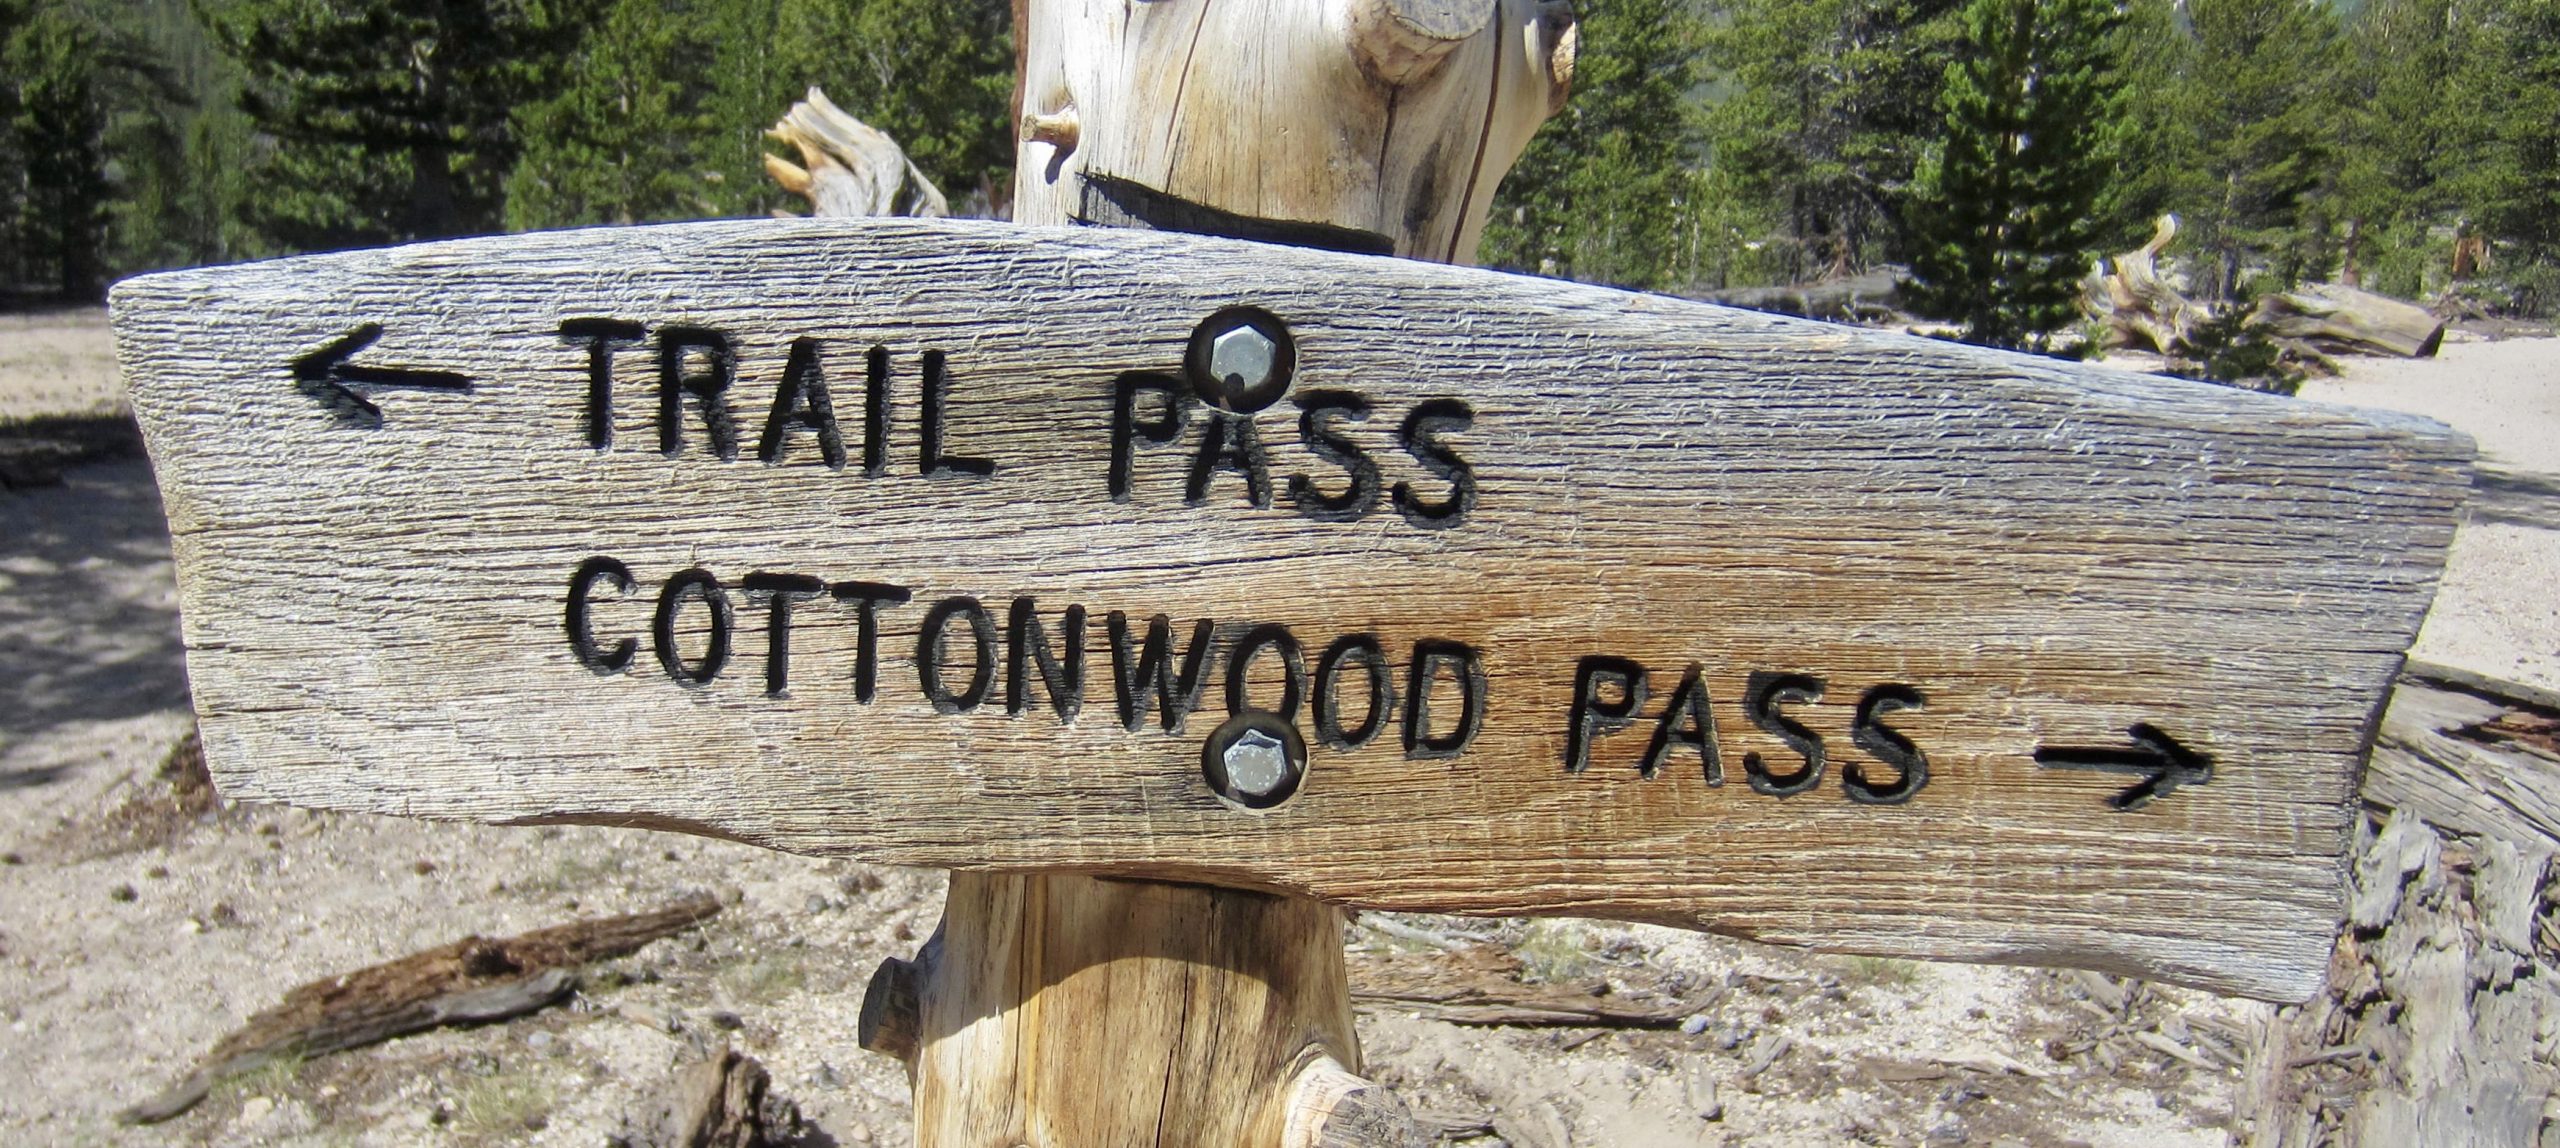 ← TRAIL PASS
COTTONWOOD PASS →